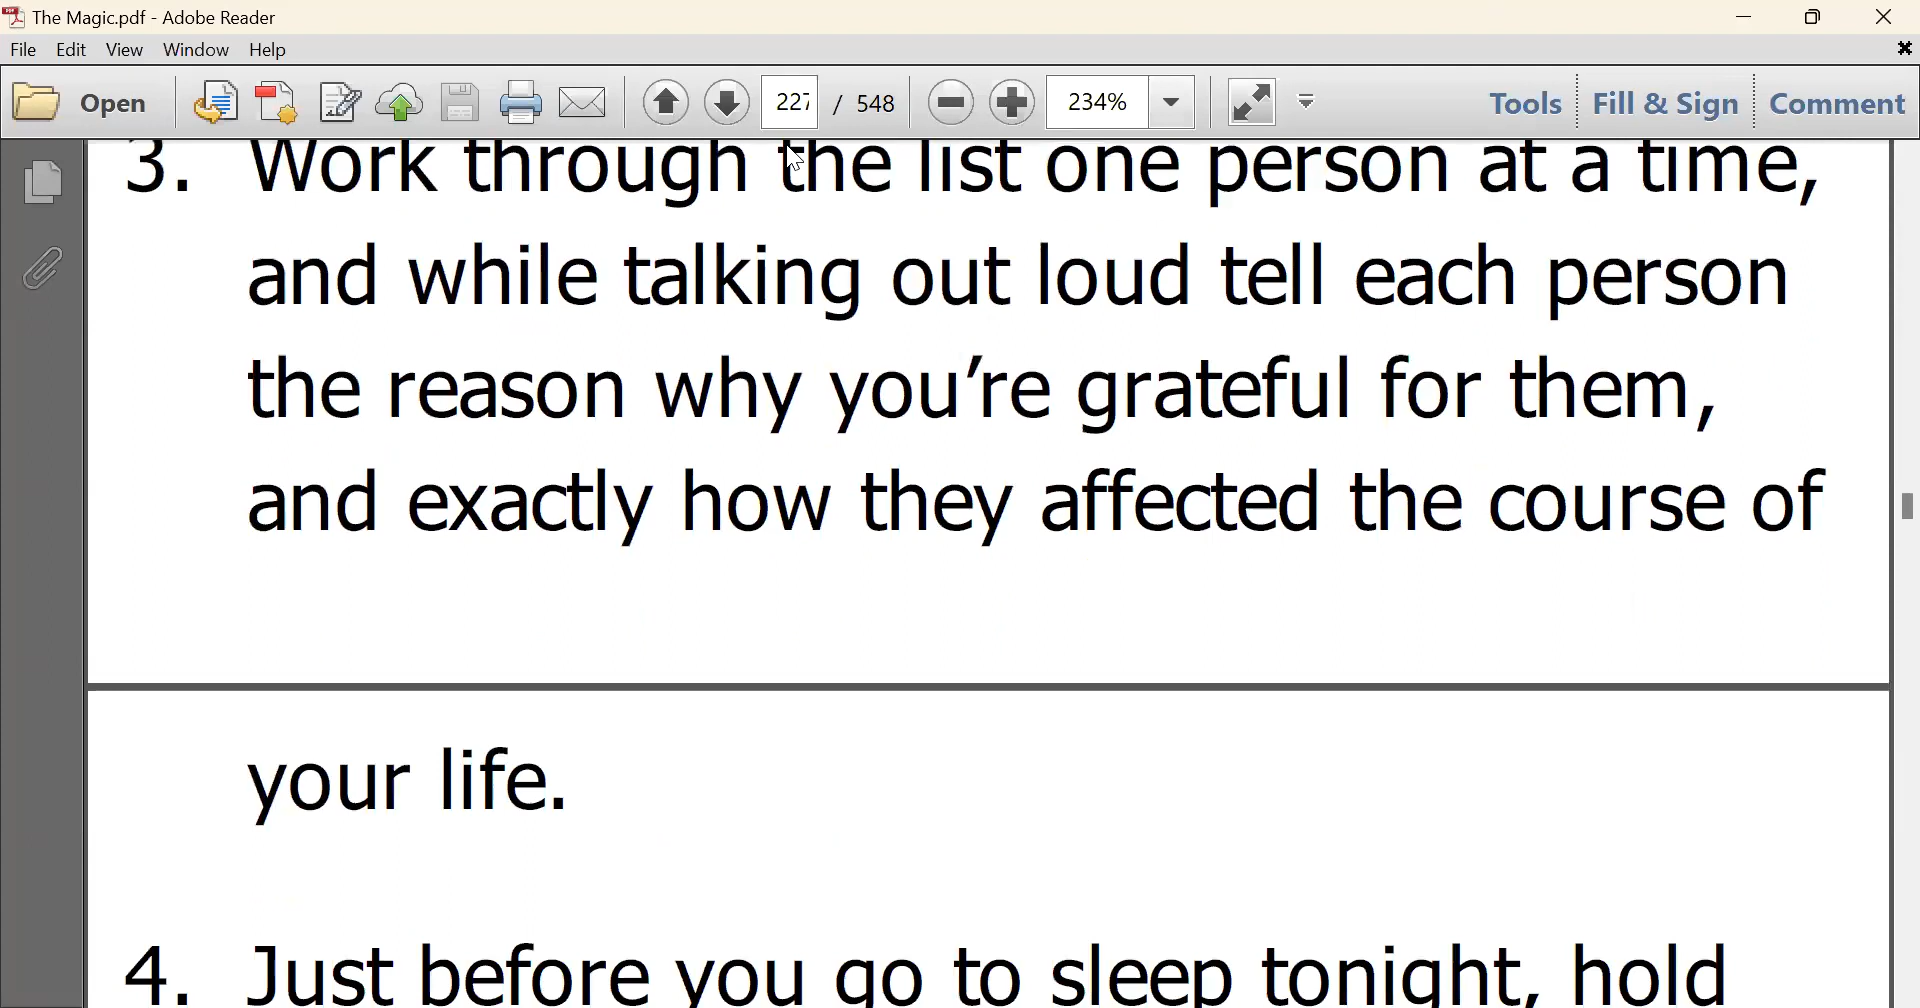 The Magic.pdf - Adobe Reader
File Edit View Window Help
Open 227 / 548 234% Tools Fill & Sign Comment
3. Work through the list one person at a time,
and while talking out loud tell each person
the reason why you're grateful for them,
and exactly how they affected the course of
your life.
4. Just before you go to sleep tonight, hold